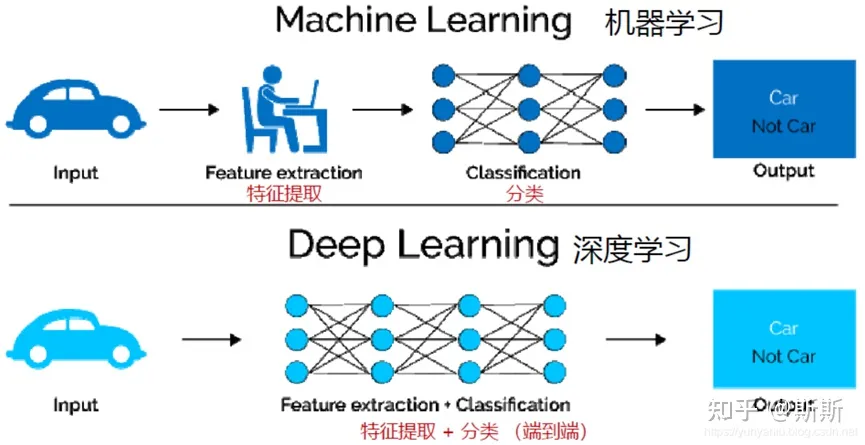 Machine Learning 机器学习
Car
Not Car
Input
Feature extraction
Classification
Output
特征提取
分类
Deep Learning 深度学习
Car
Not Car
Input
Feature extraction + Classification
Output
特征提取 + 分类 （端到端）
知乎 @斯斯